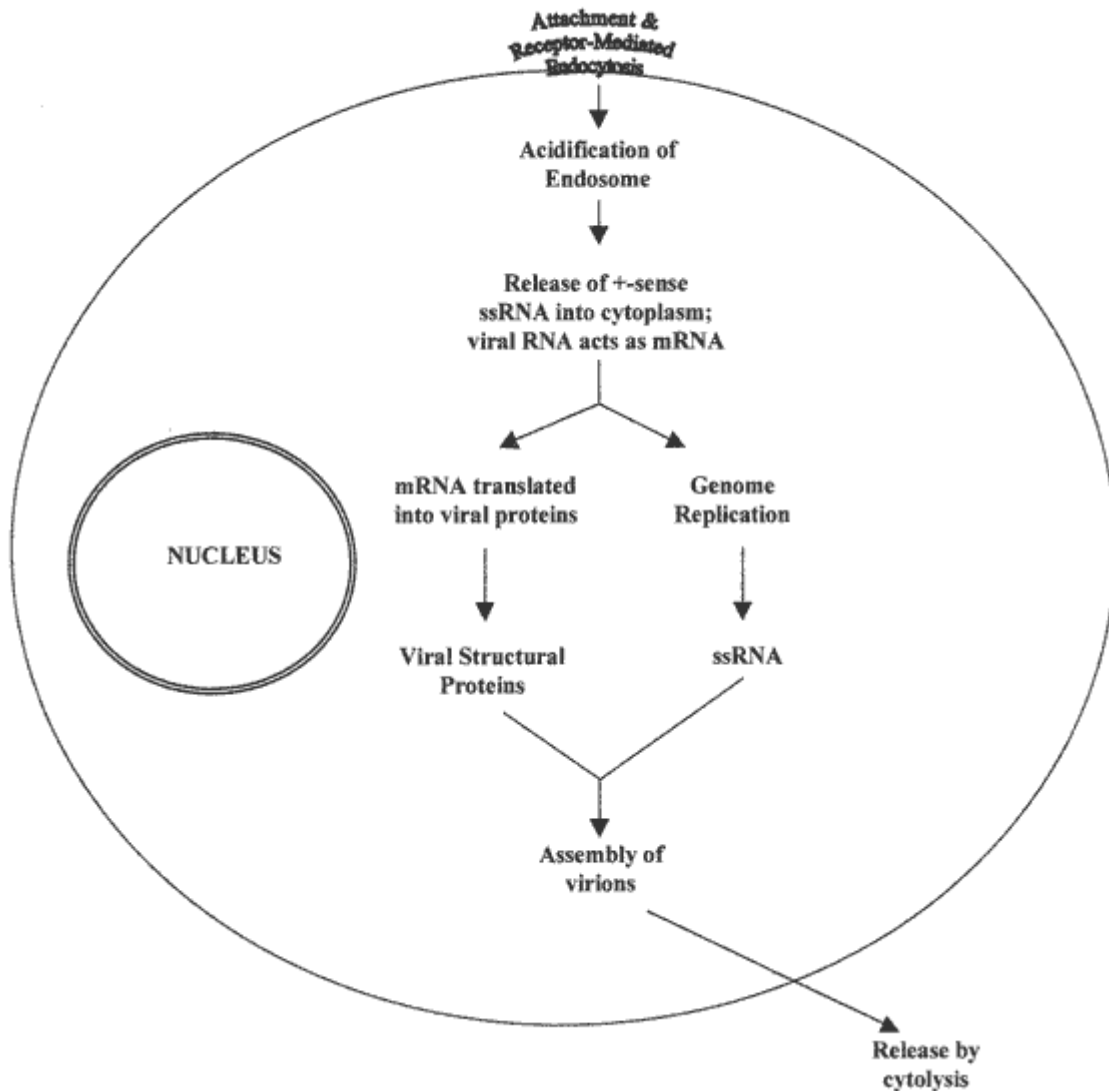 Attachment &
Receptor-Mediated
Endocytosis
Acidification of
Endosome
Release of +-sense
ssRNA into cytoplasm;
viral RNA acts as mRNA
mRNA translated
into viral proteins
Genome
Replication
NUCLEUS
Viral Structural
Proteins
ssRNA
Assembly of
virions
Release by
cytolysis